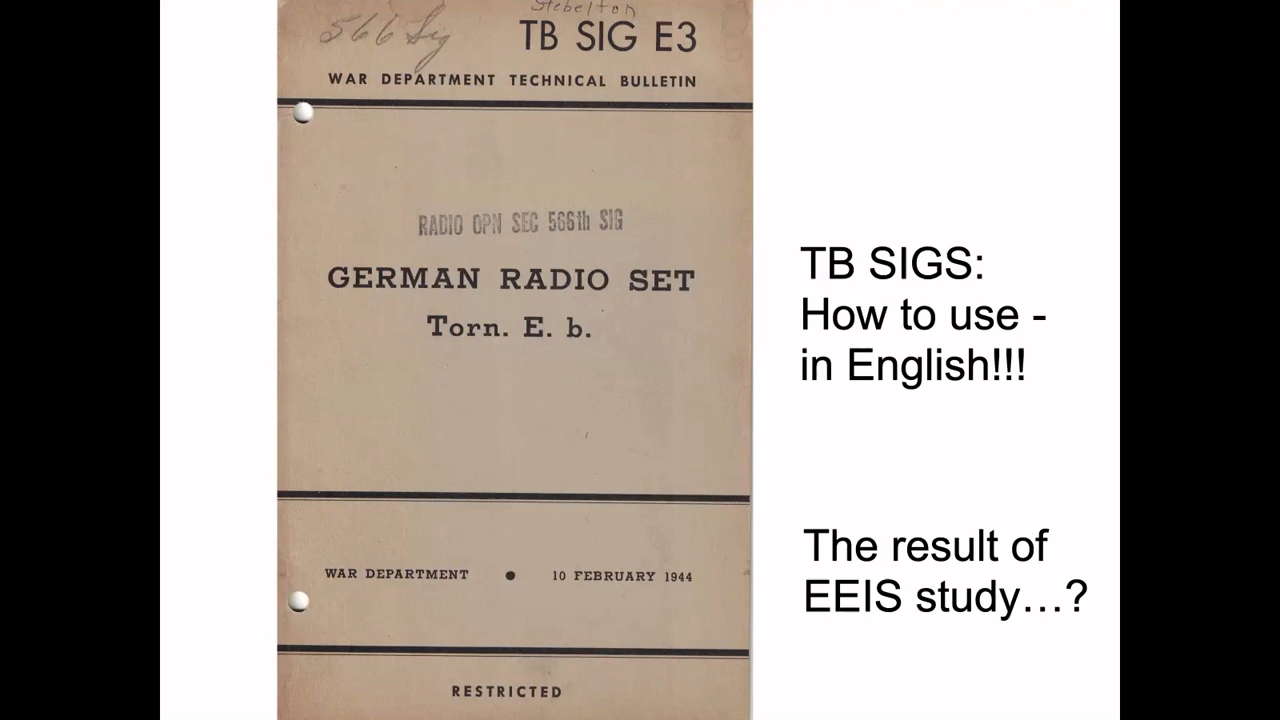 Stebelton
566 Sig
TB SIG E3
WAR DEPARTMENT TECHNICAL BULLETIN
RADIO OPN SEC 566th SIG
GERMAN RADIO SET
Torn. E. b.
WAR DEPARTMENT ● 10 FEBRUARY 1944
RESTRICTED
TB SIGS:
How to use -
in English!!!
The result of
EEIS study…?